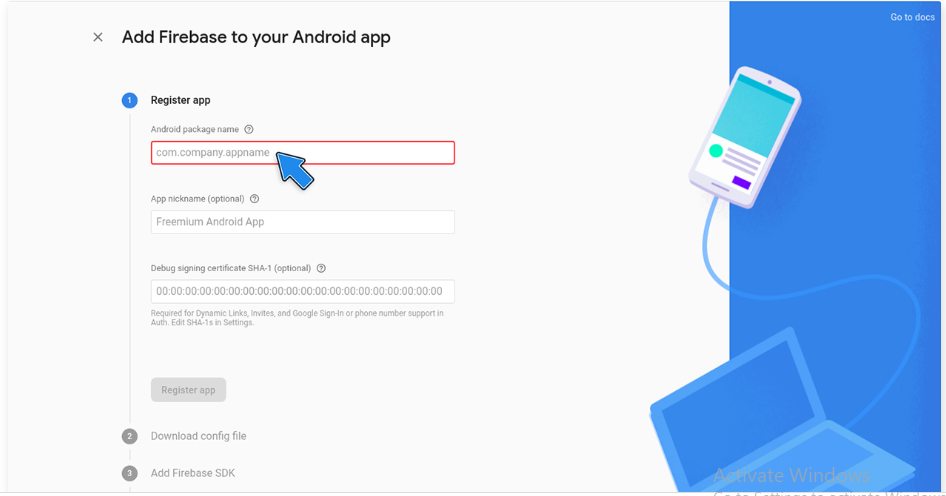 Go to docs
Add Firebase to your Android app
1 Register app
Android package name ?
com.company.appname
App nickname (optional) ?
Freemium Android App
Debug signing certificate SHA-1 (optional) ?
00:00:00:00:00:00:00:00:00:00:00:00:00:00:00:00:00:00:00:00
Required for Dynamic Links, Invites, and Google Sign-In or phone number support in
Auth. Edit SHA-1s in Settings.
Register app
2 Download config file
3 Add Firebase SDK
Activate Windows
Go to Settings to activate Windows